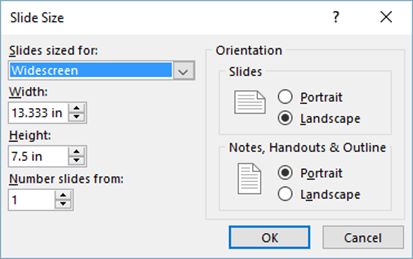 Slide Size
?
Slides sized for:
Widescreen
Width:
13.333 in
Height:
7.5 in
Number slides from:
1
Orientation
Slides
Portrait
Landscape
Notes, Handouts & Outline
Portrait
Landscape
OK
Cancel